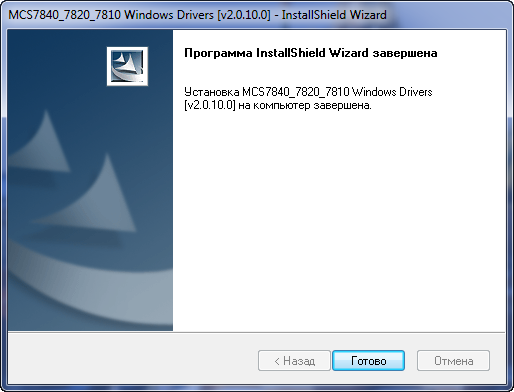 MCS7840_7820_7810 Windows Drivers [v2.0.10.0] - InstallShield Wizard
Программа InstallShield Wizard завершена
Установка MCS7840_7820_7810 Windows Drivers
[v2.0.10.0] на компьютер завершена.
< Назад
Готово
Отмена